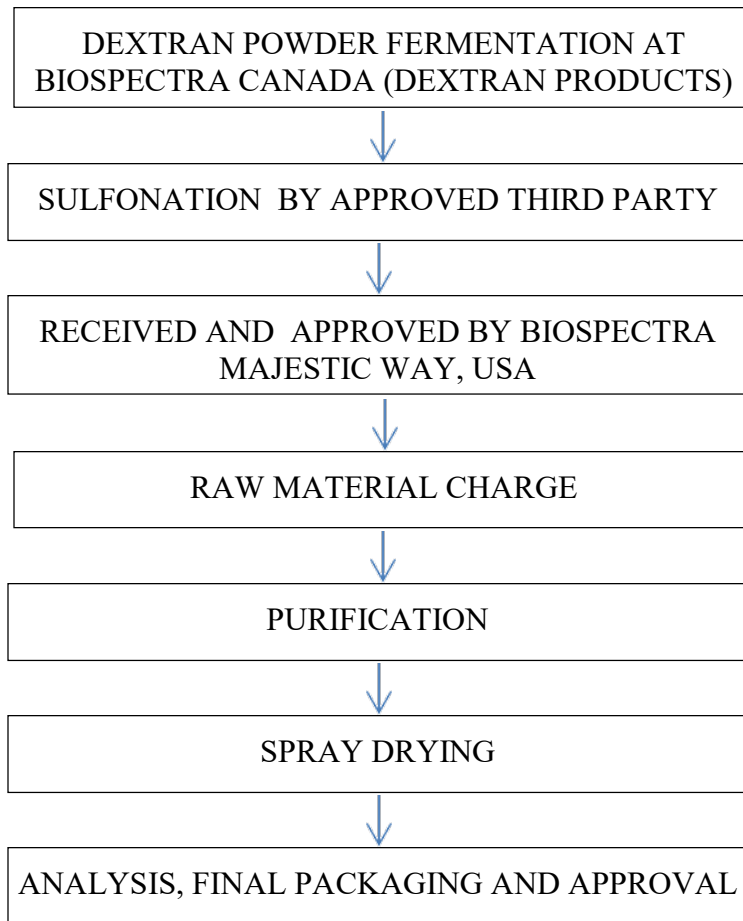 DEXTRAN POWDER FERMENTATION AT
BIOSPECTRA CANADA (DEXTRAN PRODUCTS)
SULFONATION BY APPROVED THIRD PARTY
RECEIVED AND APPROVED BY BIOSPECTRA
MAJESTIC WAY, USA
RAW MATERIAL CHARGE
PURIFICATION
SPRAY DRYING
ANALYSIS, FINAL PACKAGING AND APPROVAL